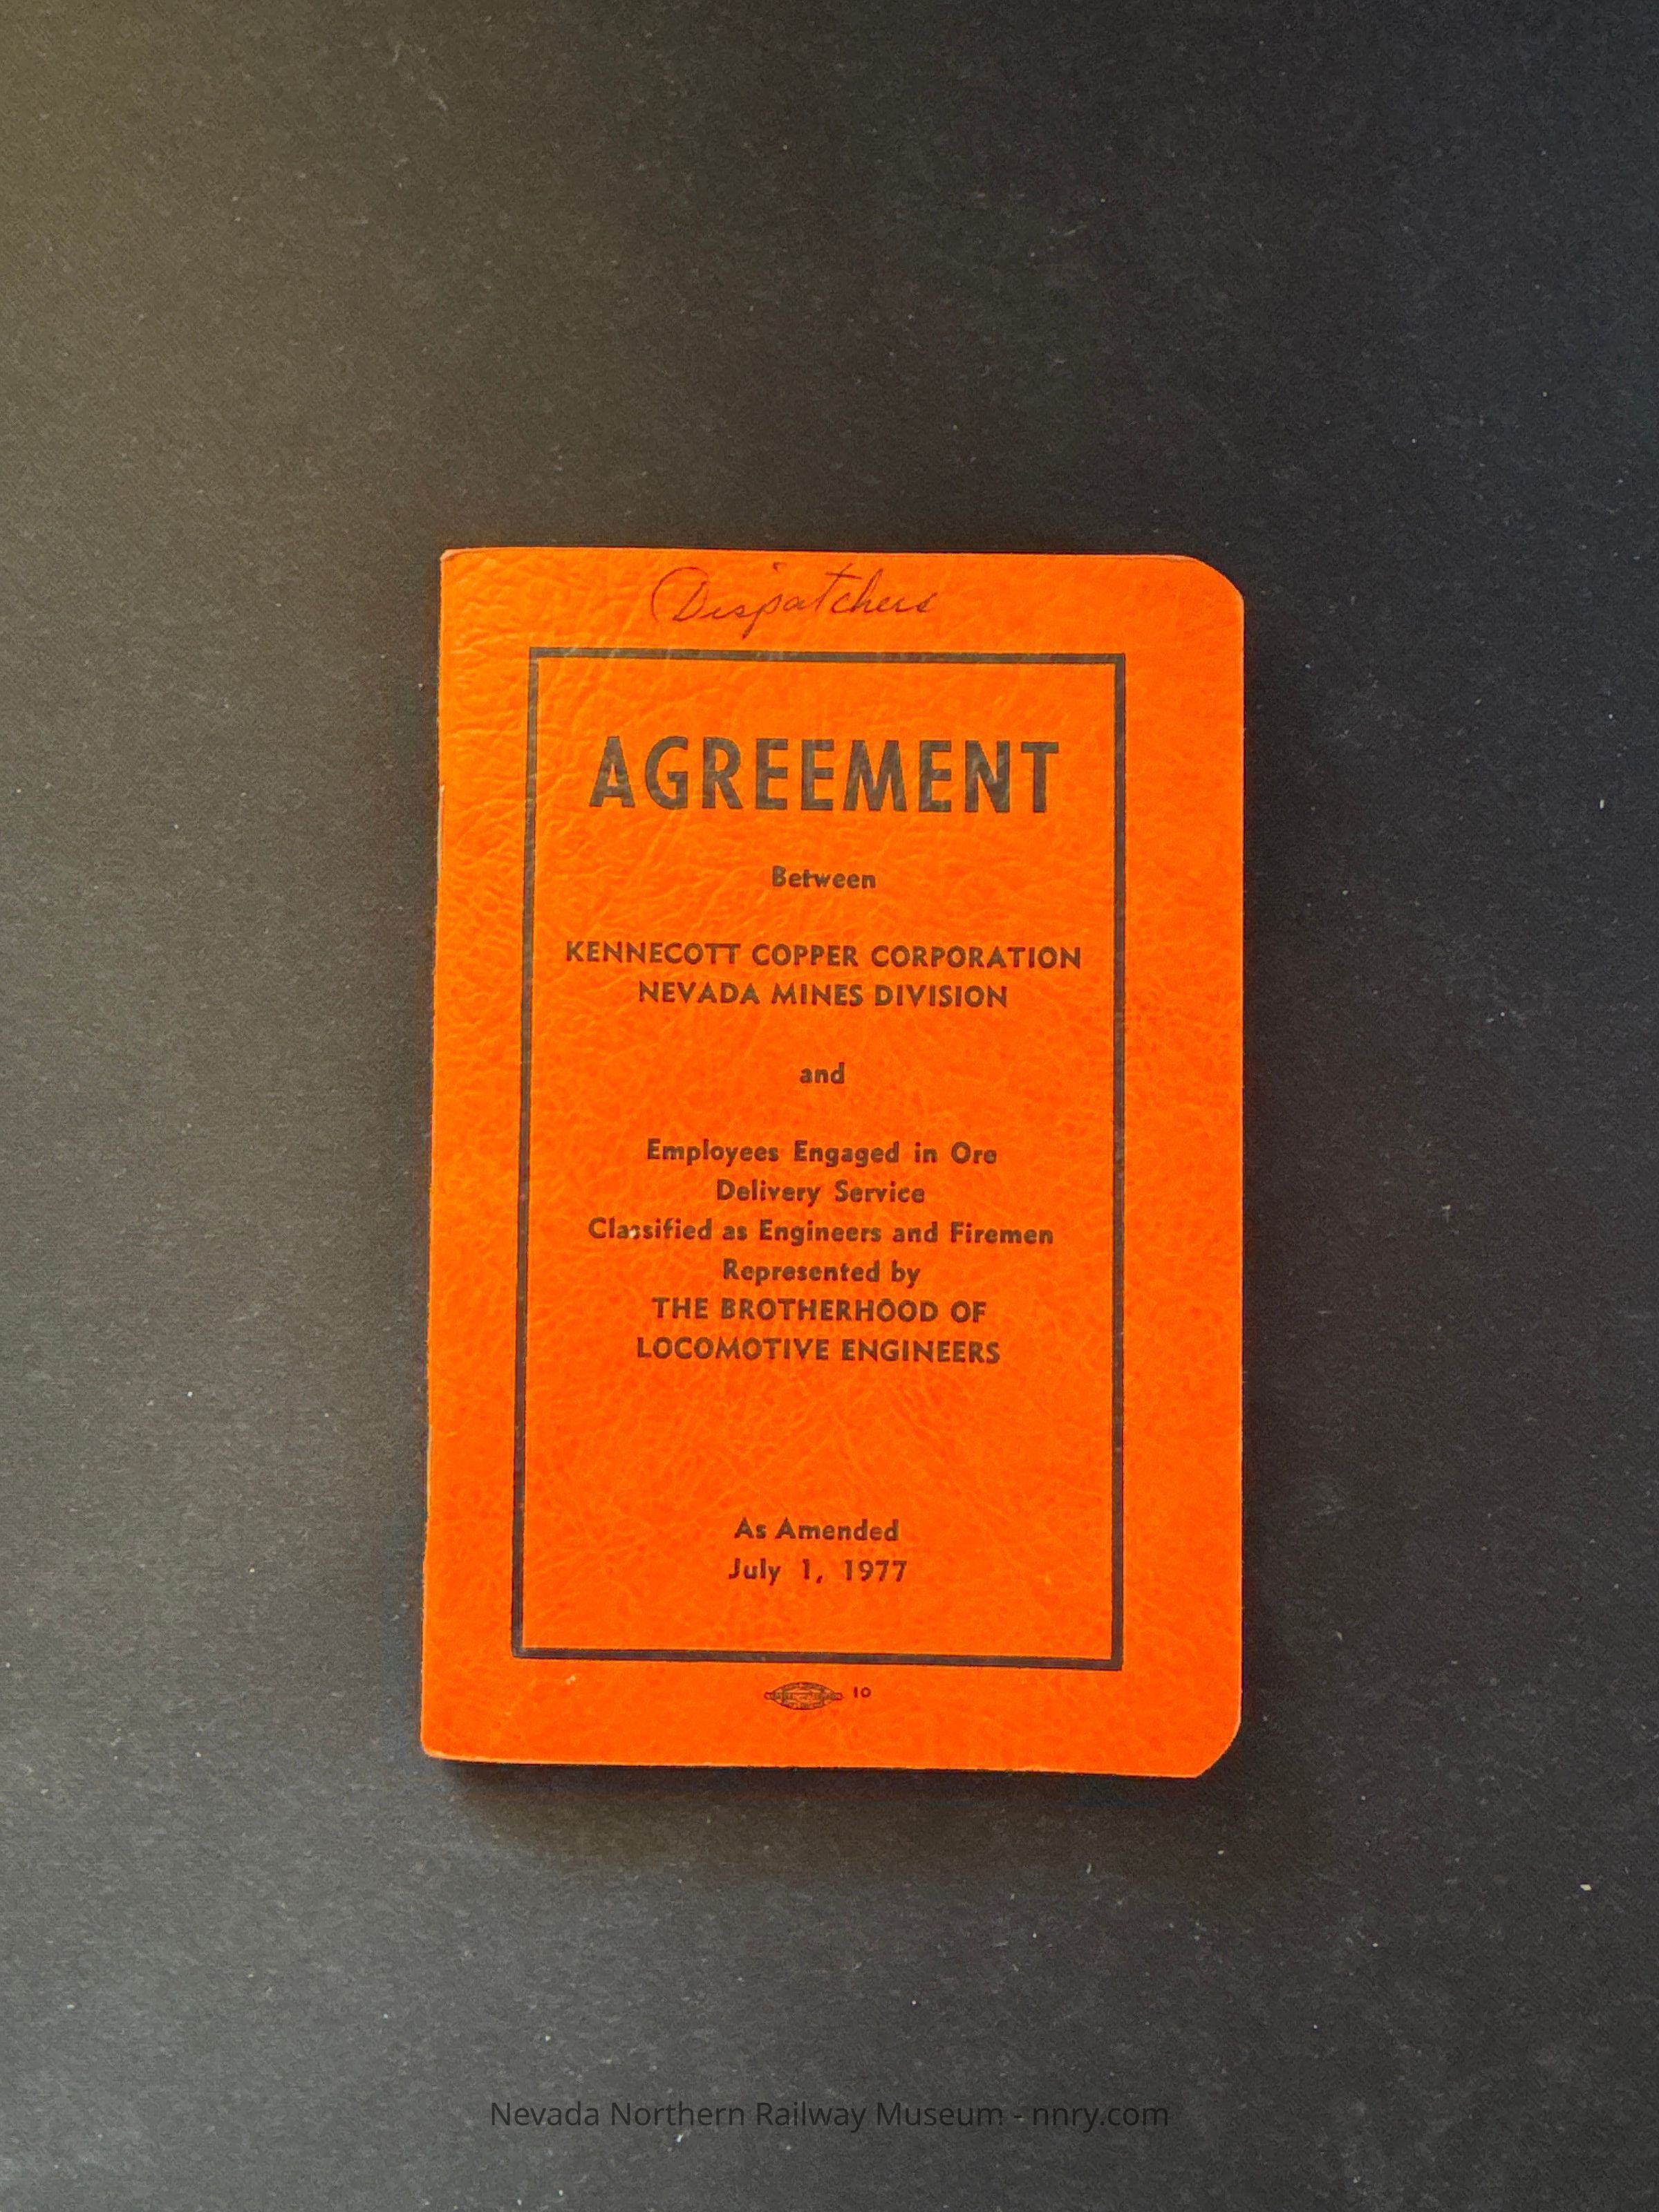 Dispatchers
AGREEMENT
Between
KENNECOTT COPPER CORPORATION
NEVADA MINES DIVISION
and
Employees Engaged in Ore
Delivery Service
Classified as Engineers and Firemen
Represented by
THE BROTHERHOOD OF
LOCOMOTIVE ENGINEERS
As Amended
July 1, 1977
10
Nevada Northern Railway Museum - nnry.com